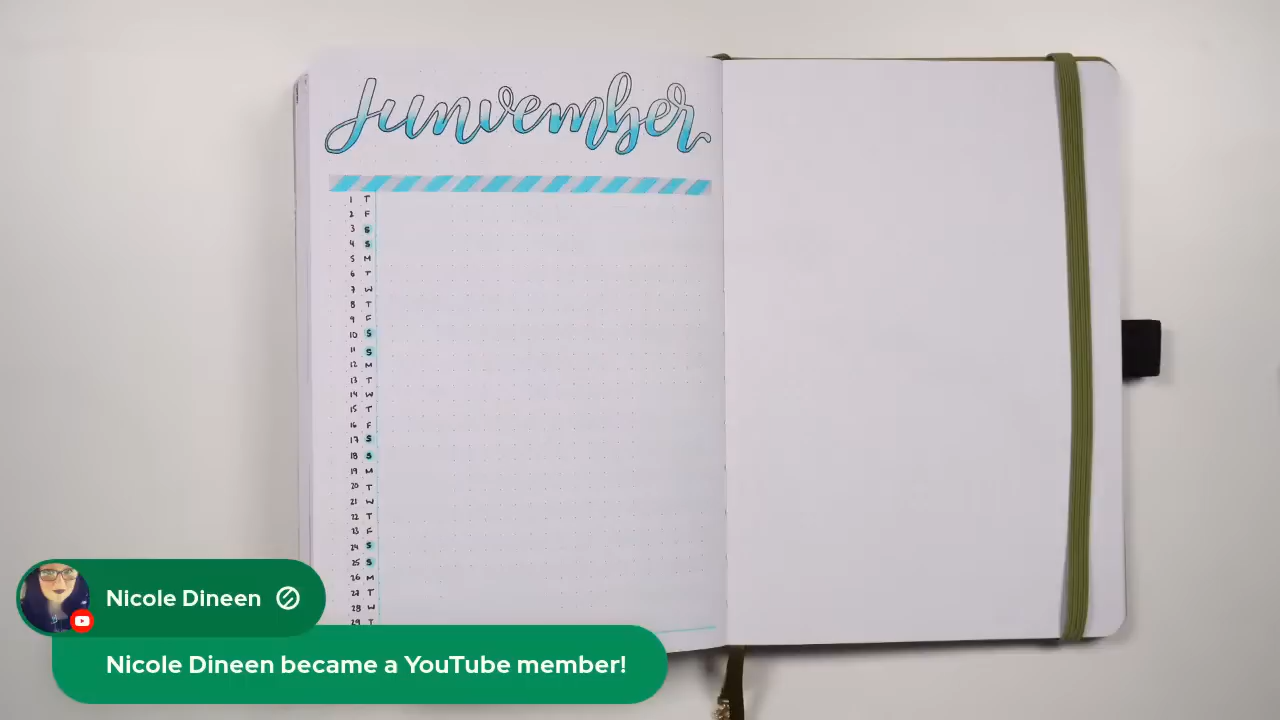 Junvember
1 T
2 F
3 S
4 S
5 M
6 T
7 W
8 T
9 F
10 S
11 S
12 M
13 T
14 W
15 T
16 F
17 S
18 S
19 M
20 T
21 W
22 T
23 F
24 S
25 S
26 M
27 T
28 W
29 T
Nicole Dineen
Nicole Dineen became a YouTube member!